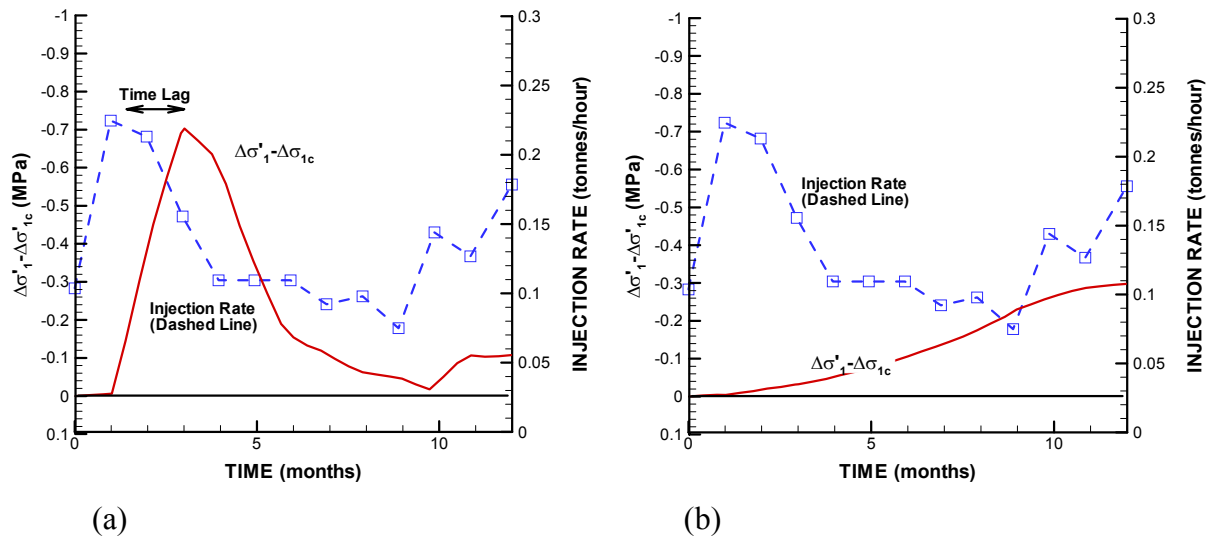 -1
-0.9
-0.8
-0.7
-0.6
-0.5
-0.4
-0.3
-0.2
-0.1
0
0.1
Δσ'₁-Δσ'₁c (MPa)
0.3
0.25
0.2
0.15
0.1
0.05
0
INJECTION RATE (tonnes/hour)
Time Lag
Δσ'₁-Δσ₁c
Injection Rate
(Dashed Line)
0
5
10
TIME (months)
(a)
-1
-0.9
-0.8
-0.7
-0.6
-0.5
-0.4
-0.3
-0.2
-0.1
0
0.1
Δσ'₁-Δσ'₁c (MPa)
0.3
0.25
0.2
0.15
0.1
0.05
0
INJECTION RATE (tonnes/hour)
Injection Rate
(Dashed Line)
Δσ'₁-Δσ₁c
0
5
10
TIME (months)
(b)